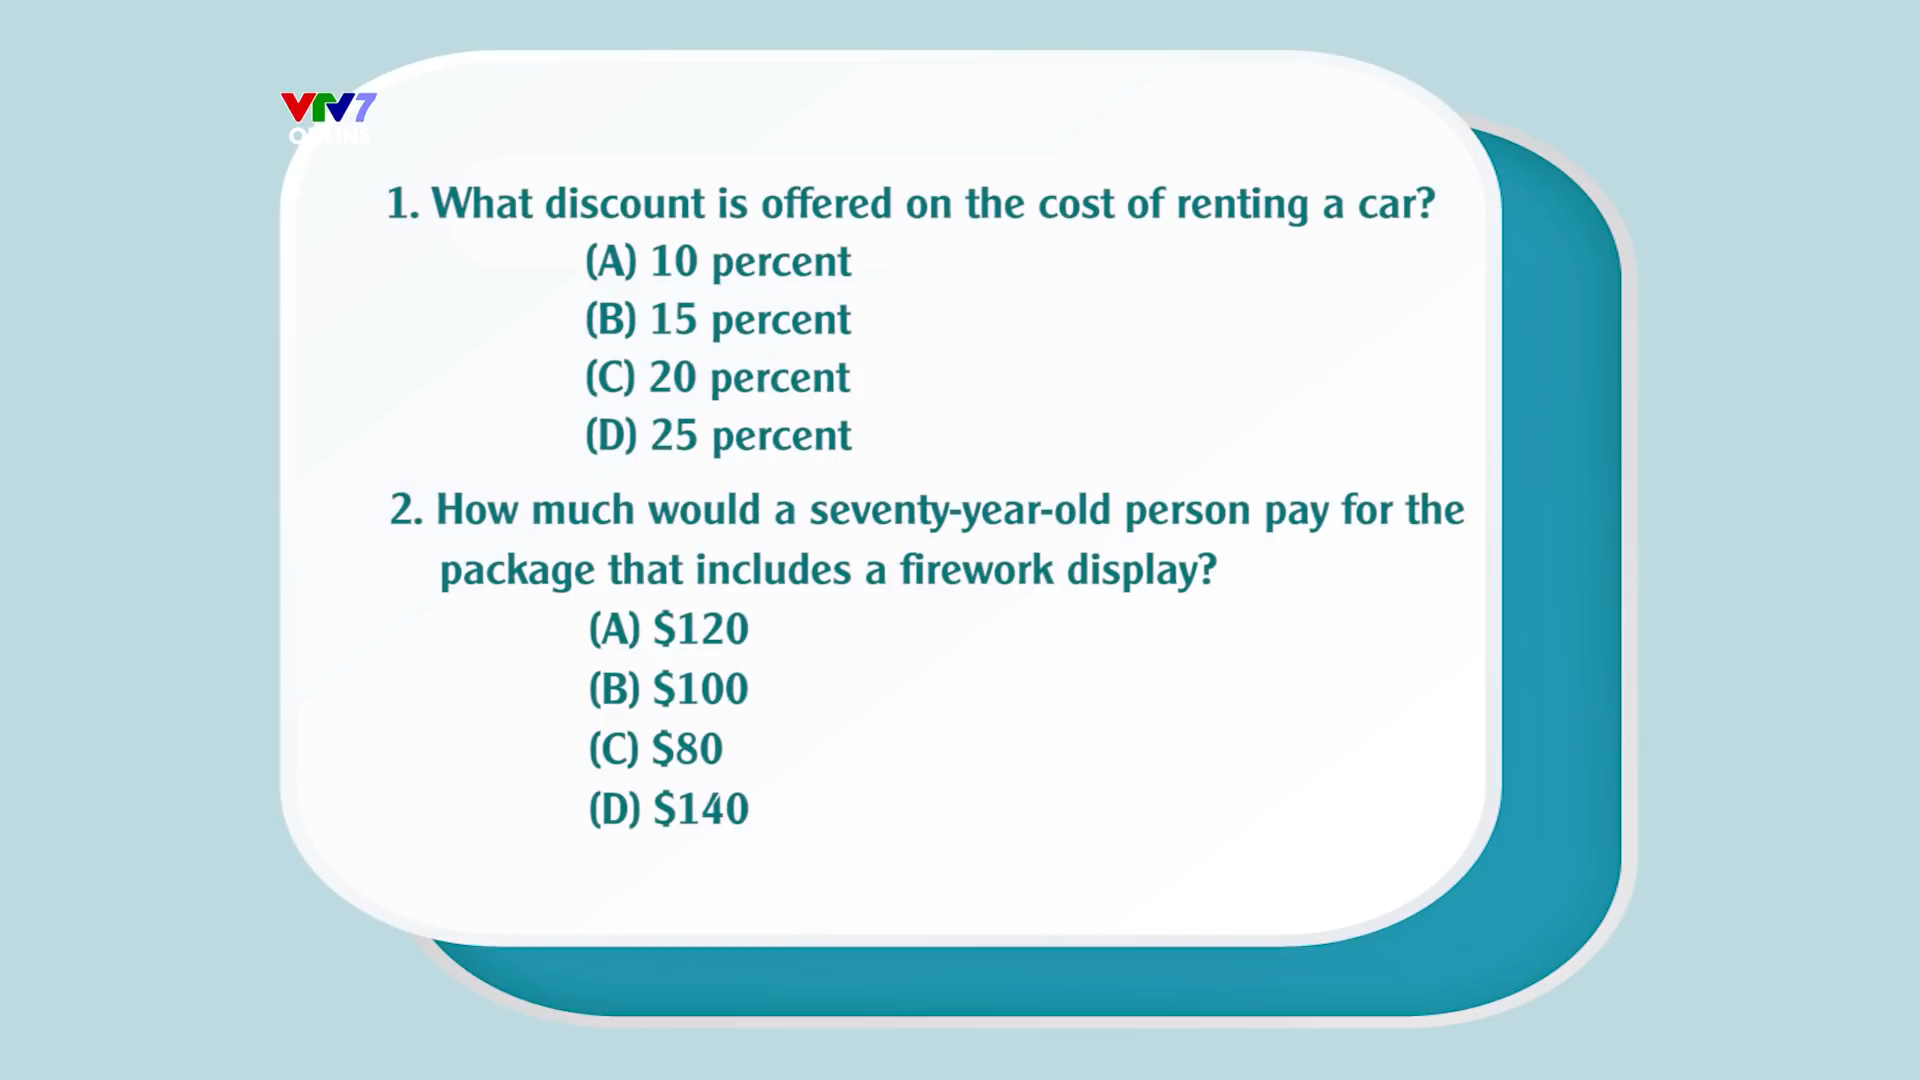 VTV7
ONLINE
1. What discount is offered on the cost of renting a car?
(A) 10 percent
(B) 15 percent
(C) 20 percent
(D) 25 percent
2. How much would a seventy-year-old person pay for the
package that includes a firework display?
(A) $120
(B) $100
(C) $80
(D) $140